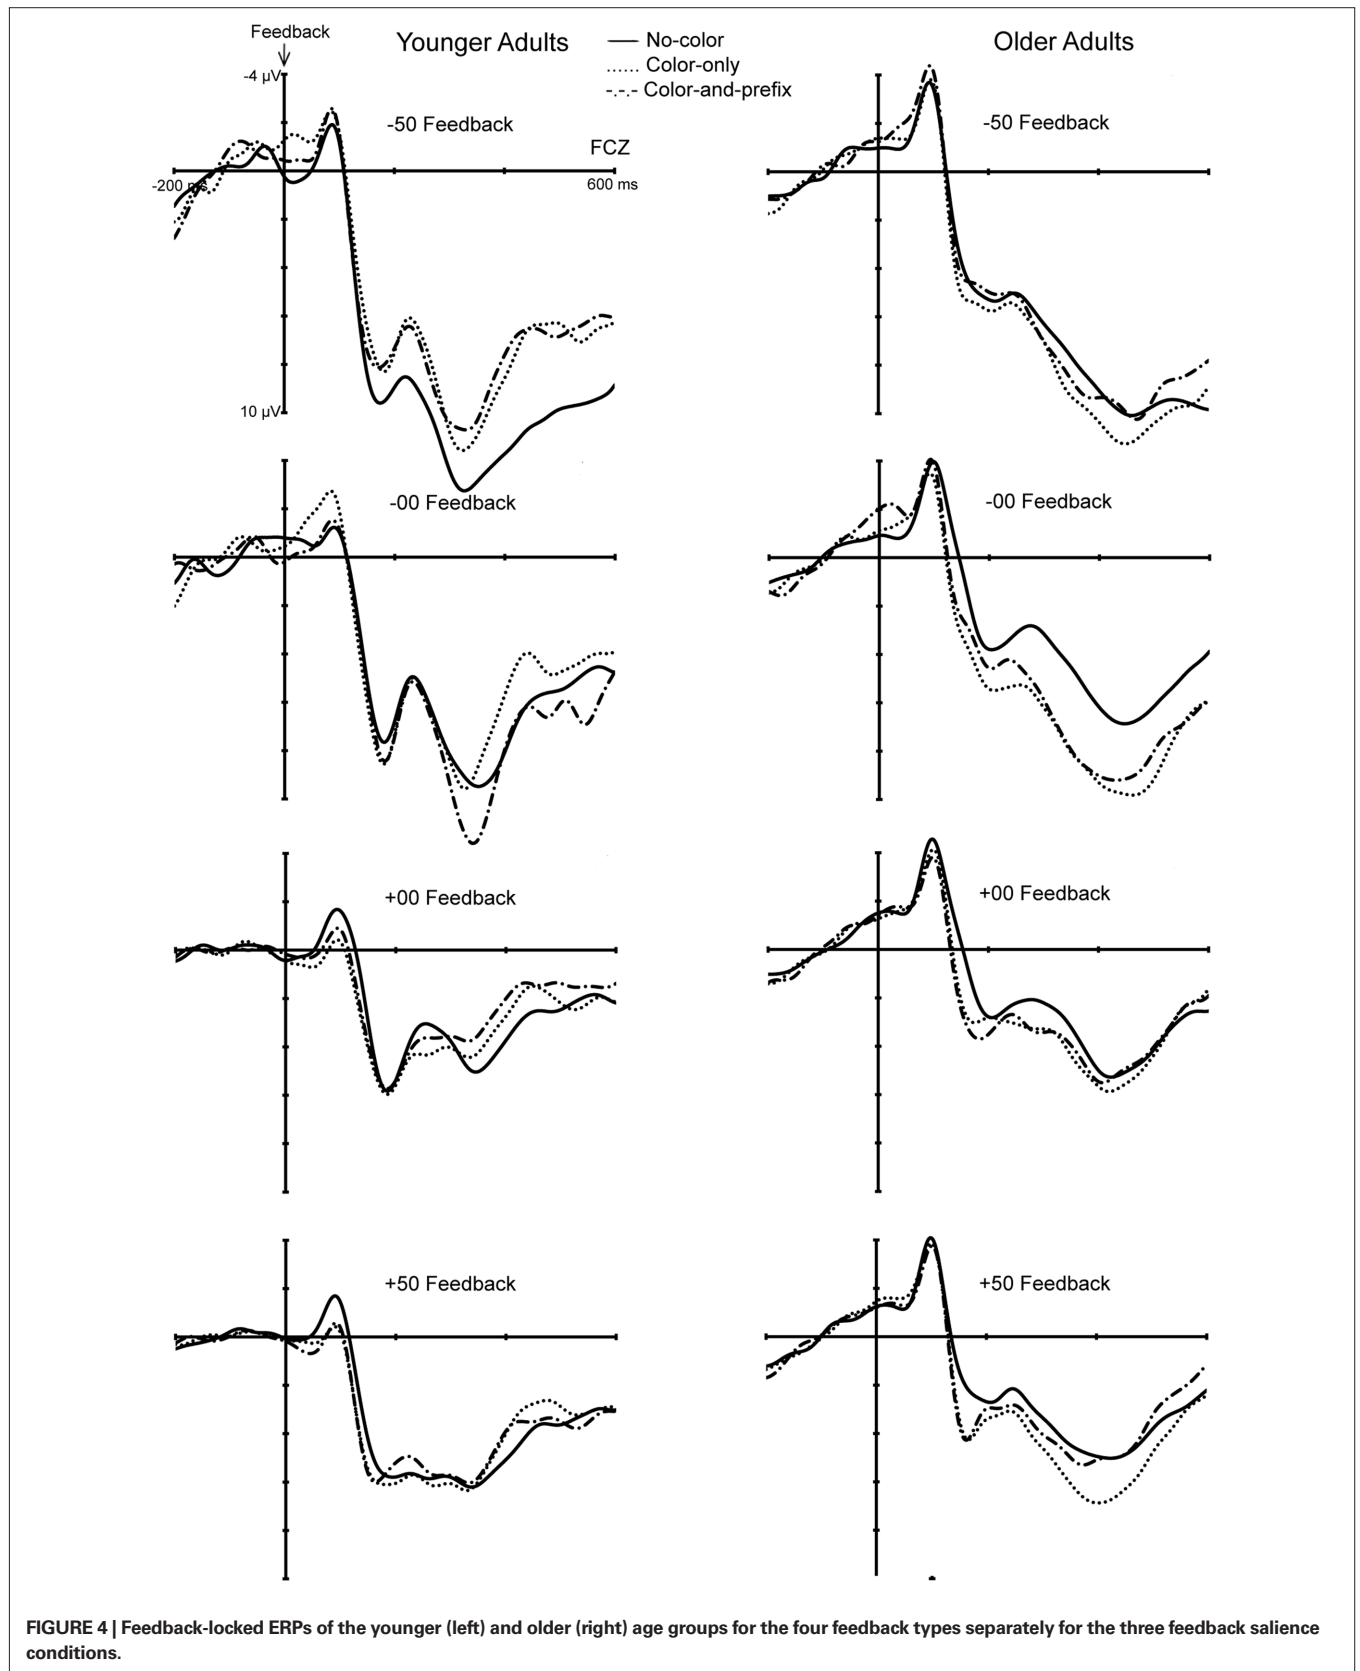 Feedback
Younger Adults
No-color
Color-only
Color-and-prefix
Older Adults
-4 µV
-50 Feedback
-50 Feedback
FCZ
-200 ms
600 ms
10 µV
-00 Feedback
-00 Feedback
+00 Feedback
+00 Feedback
+50 Feedback
+50 Feedback
FIGURE 4 | Feedback-locked ERPs of the younger (left) and older (right) age groups for the four feedback types separately for the three feedback salience
conditions.